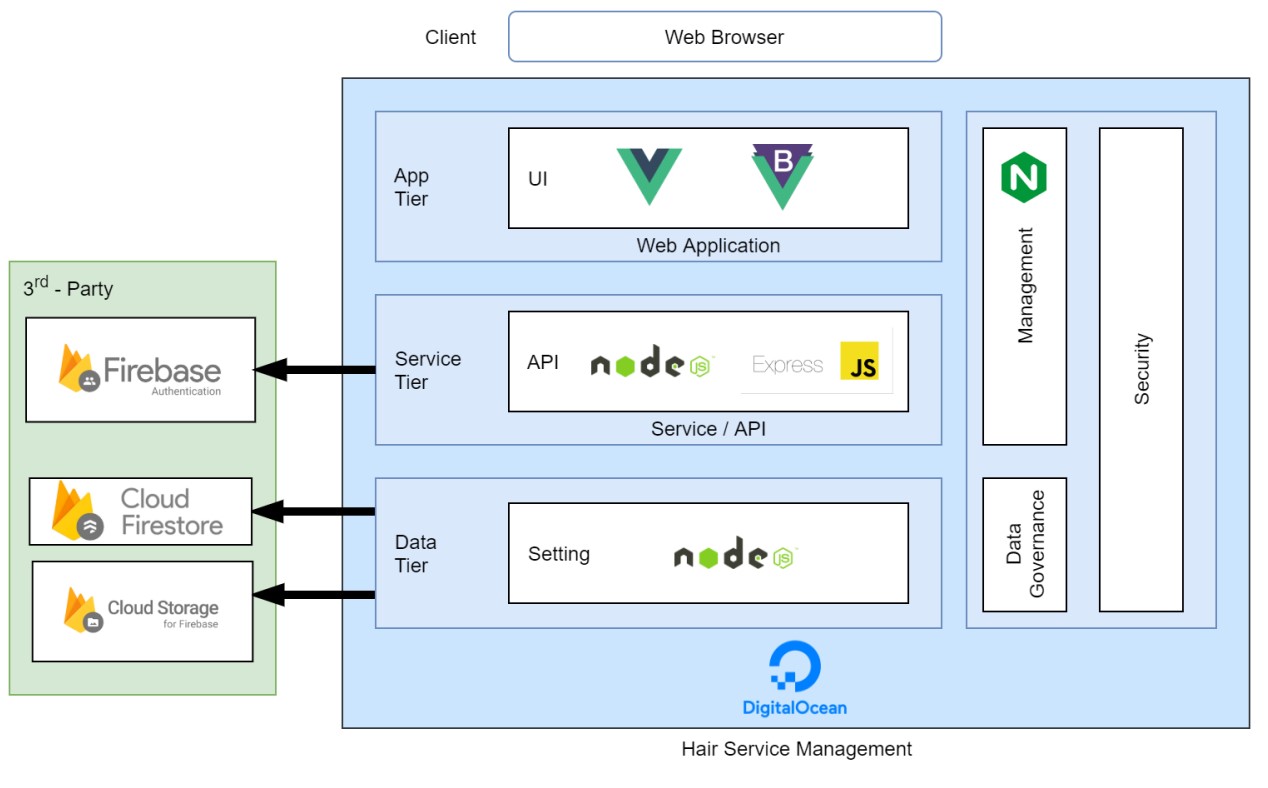 Client
Web Browser
App
Tier
UI
B
Web Application
N
Management
Security
3rd - Party
Firebase
Authentication
Service
Tier
API
node
JS
Express
JS
Service / API
Cloud
Firestore
Cloud Storage
for Firebase
Data
Tier
Setting
node
JS
Data
Governance
DigitalOcean
Hair Service Management